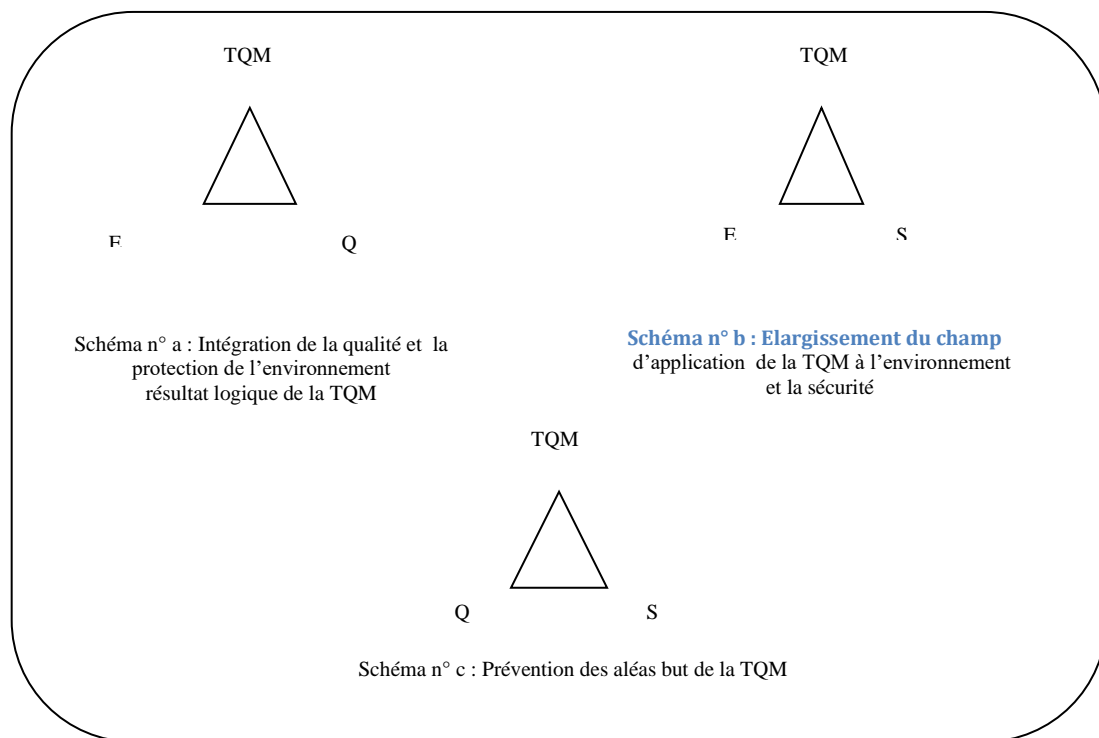 TQM
TQM
E
Q
E
S
Schéma n° a : Intégration de la qualité et la
protection de l'environnement
résultat logique de la TQM
Schéma n° b : Elargissement du champ
d'application de la TQM à l'environnement
et la sécurité
TQM
Q
S
Schéma n° c : Prévention des aléas but de la TQM